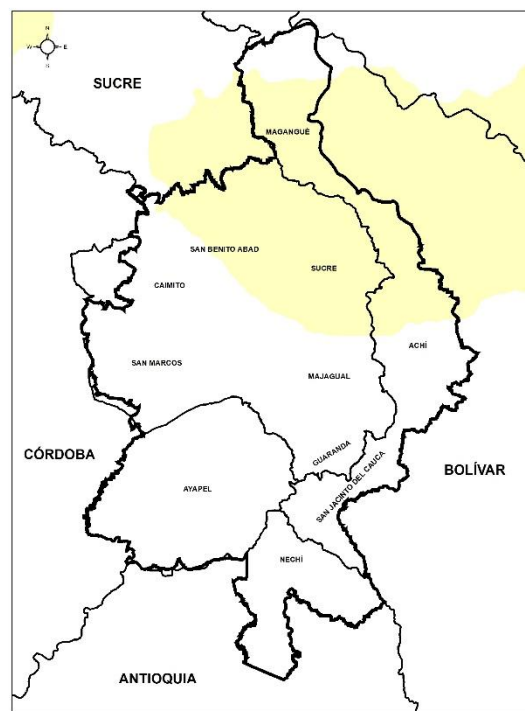 N
W E
S
SUCRE
MAGANGUÉ
SAN BENITO ABAD
SUCRE
CAIMITO
ACHÍ
SAN MARCOS
MAJAGUAL
GUARANDA
CÓRDOBA
SAN JACINTO DEL CAUCA
BOLÍVAR
AYAPEL
NECHÍ
ANTIOQUIA